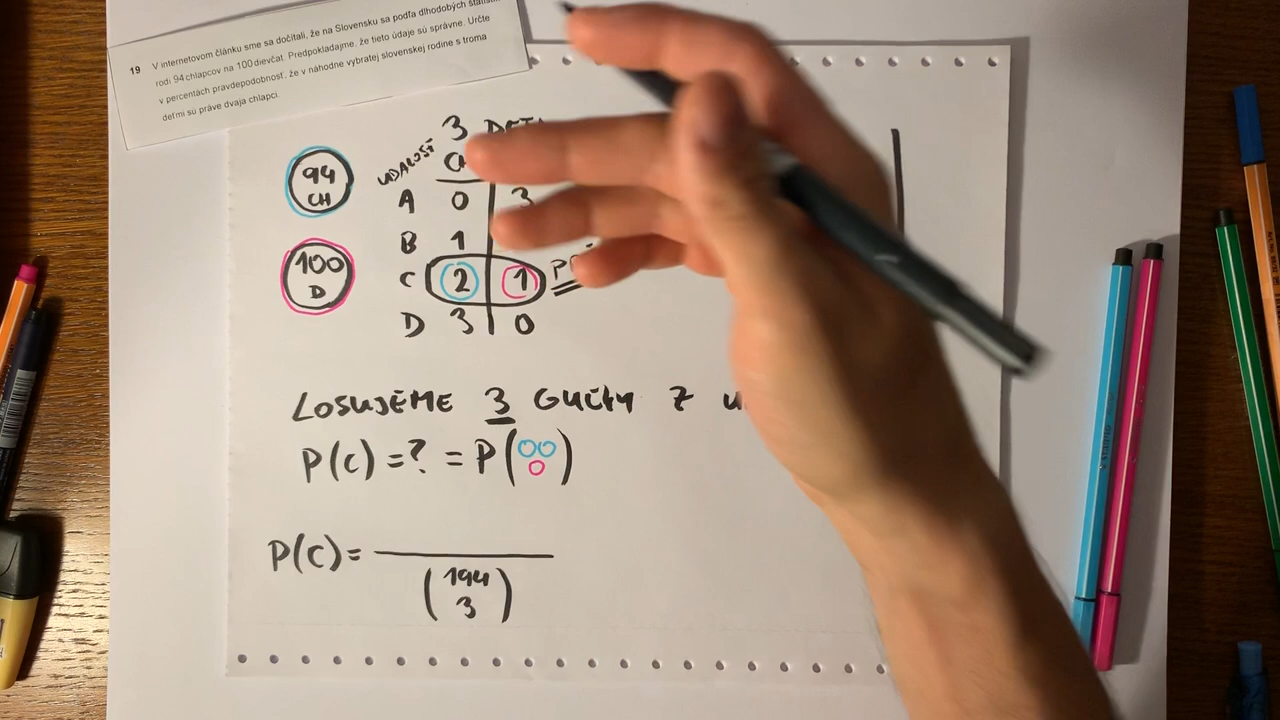 19 V internetovom článku sme sa dočítali, že na Slovensku sa podľa dlhodobých
rodí 94 chlapcov na 100 dievčat. Predpokladajme, že tieto údaje sú správne. Určte
v percentách pravdepodobnosť, že v náhodne vybratej slovenskej rodine s troma
deťmi sú práve dvaja chlapci.
3
UDALOSŤ
94
CH
A 0 3
B 1
100
D
C 2 1
D 3 0
LOSUJEME 3 GUĽÔČKY Z
P(C)=? = P(OO
O)
P(C)=
(194
3)